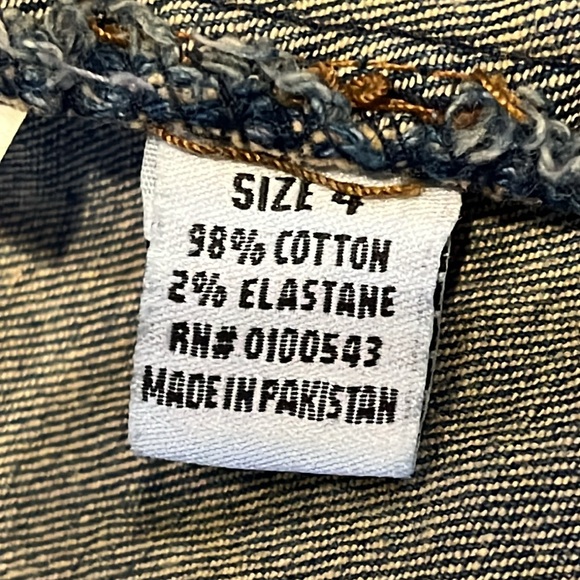 SIZE 4
98% COTTON
2% ELASTANE
RN# 0100543
MADE IN PAKISTAN